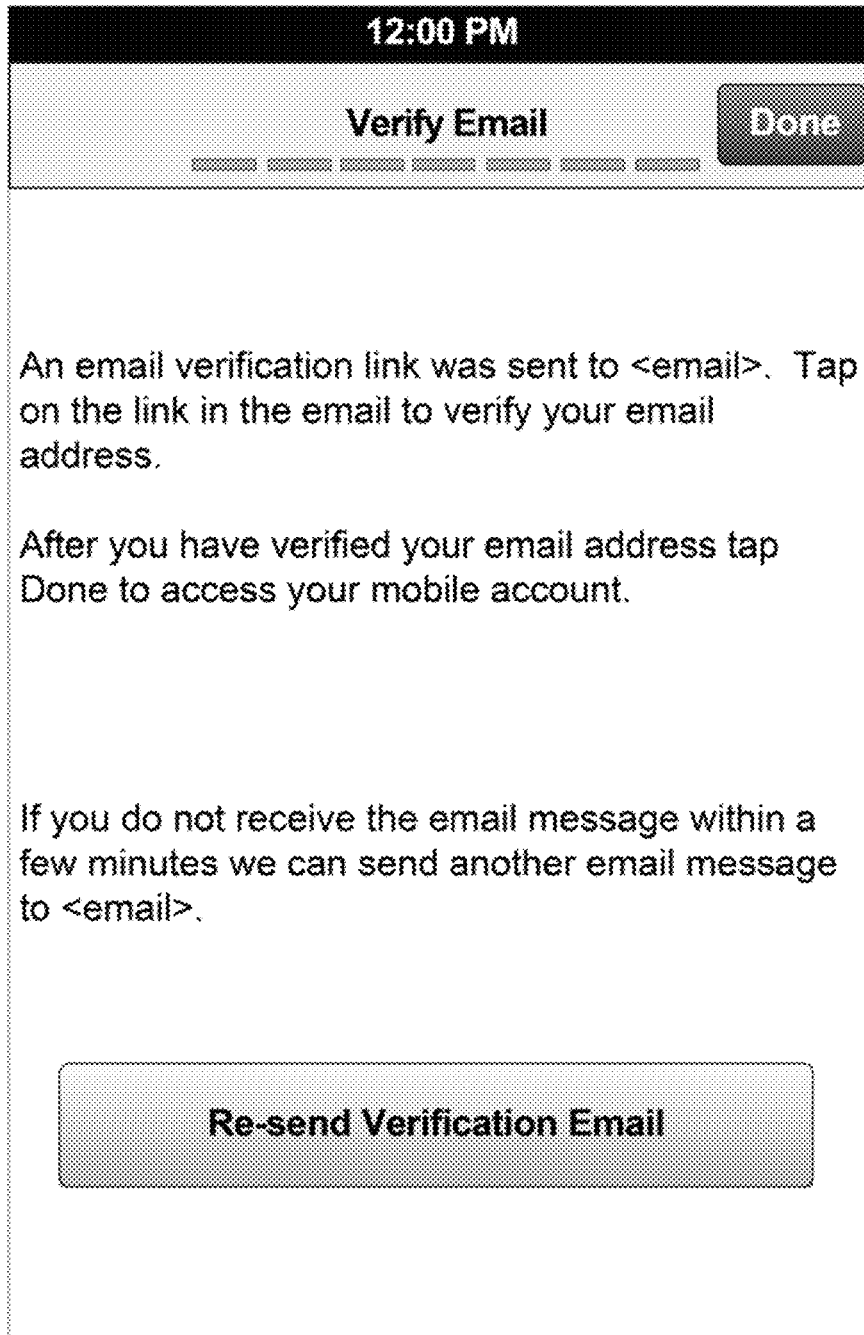 12:00 PM
Verify Email
Done
An email verification link was sent to <email>.  Tap
on the link in the email to verify your email
address.
After you have verified your email address tap
Done to access your mobile account.
If you do not receive the email message within a
few minutes we can send another email message
to <email>.
Re-send Verification Email